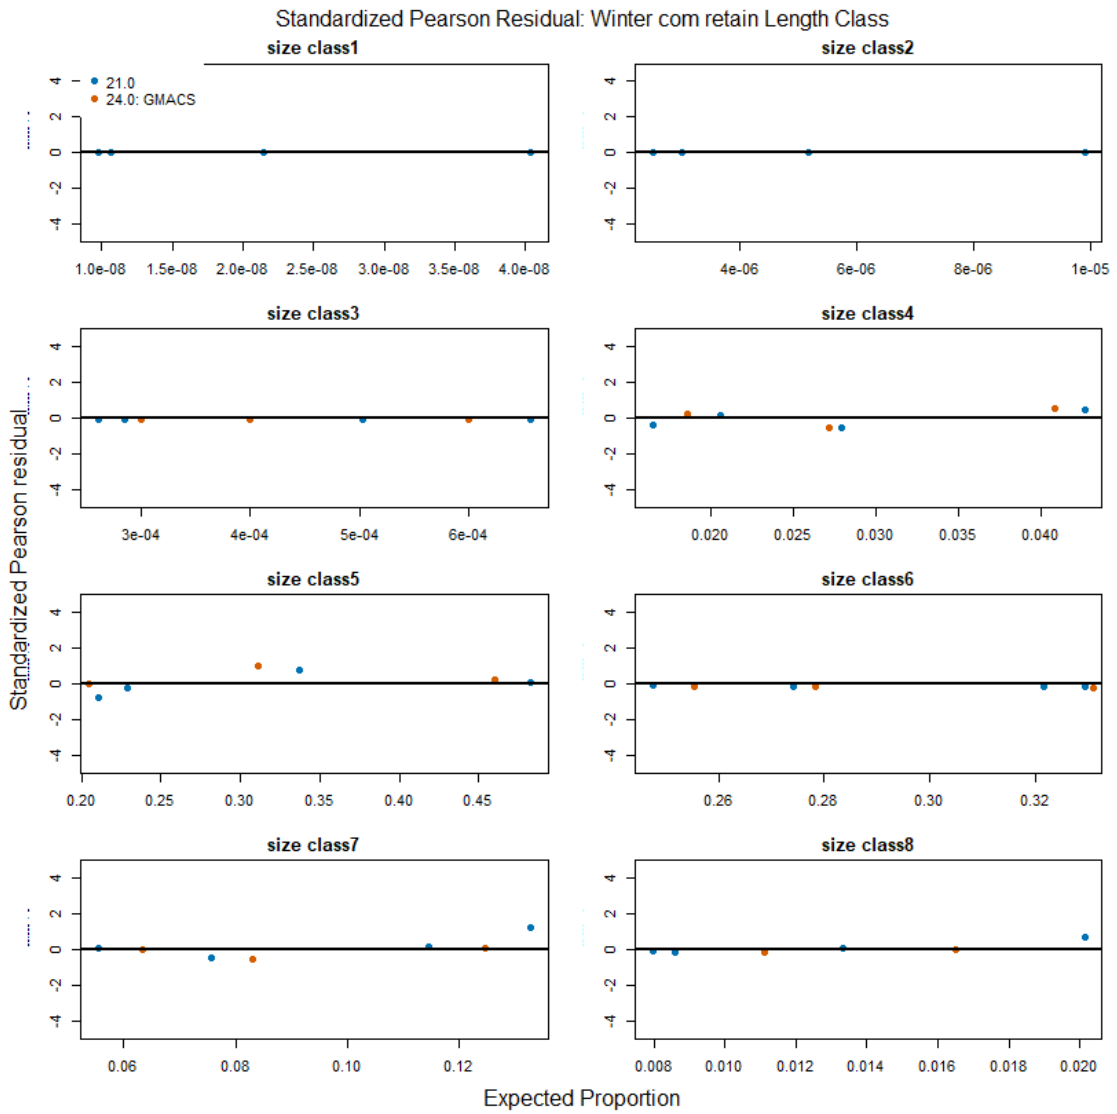 Standardized Pearson Residual: Winter com retain Length Class
size class1
21.0
24.0: GMACS
4
2
0
-2
-4
1.0e-08 1.5e-08 2.0e-08 2.5e-08 3.0e-08 3.5e-08 4.0e-08
size class2
4
2
0
-2
-4
4e-06 6e-06 8e-06 1e-05
size class3
4
2
0
-2
-4
3e-04 4e-04 5e-04 6e-04
size class4
4
2
0
-2
-4
0.020 0.025 0.030 0.035 0.040
size class5
4
2
0
-2
-4
0.20 0.25 0.30 0.35 0.40 0.45
size class6
4
2
0
-2
-4
0.26 0.28 0.30 0.32
size class7
4
2
0
-2
-4
0.06 0.08 0.10 0.12
size class8
4
2
0
-2
-4
0.008 0.010 0.012 0.014 0.016 0.018 0.020
Standardized Pearson residual
Expected Proportion